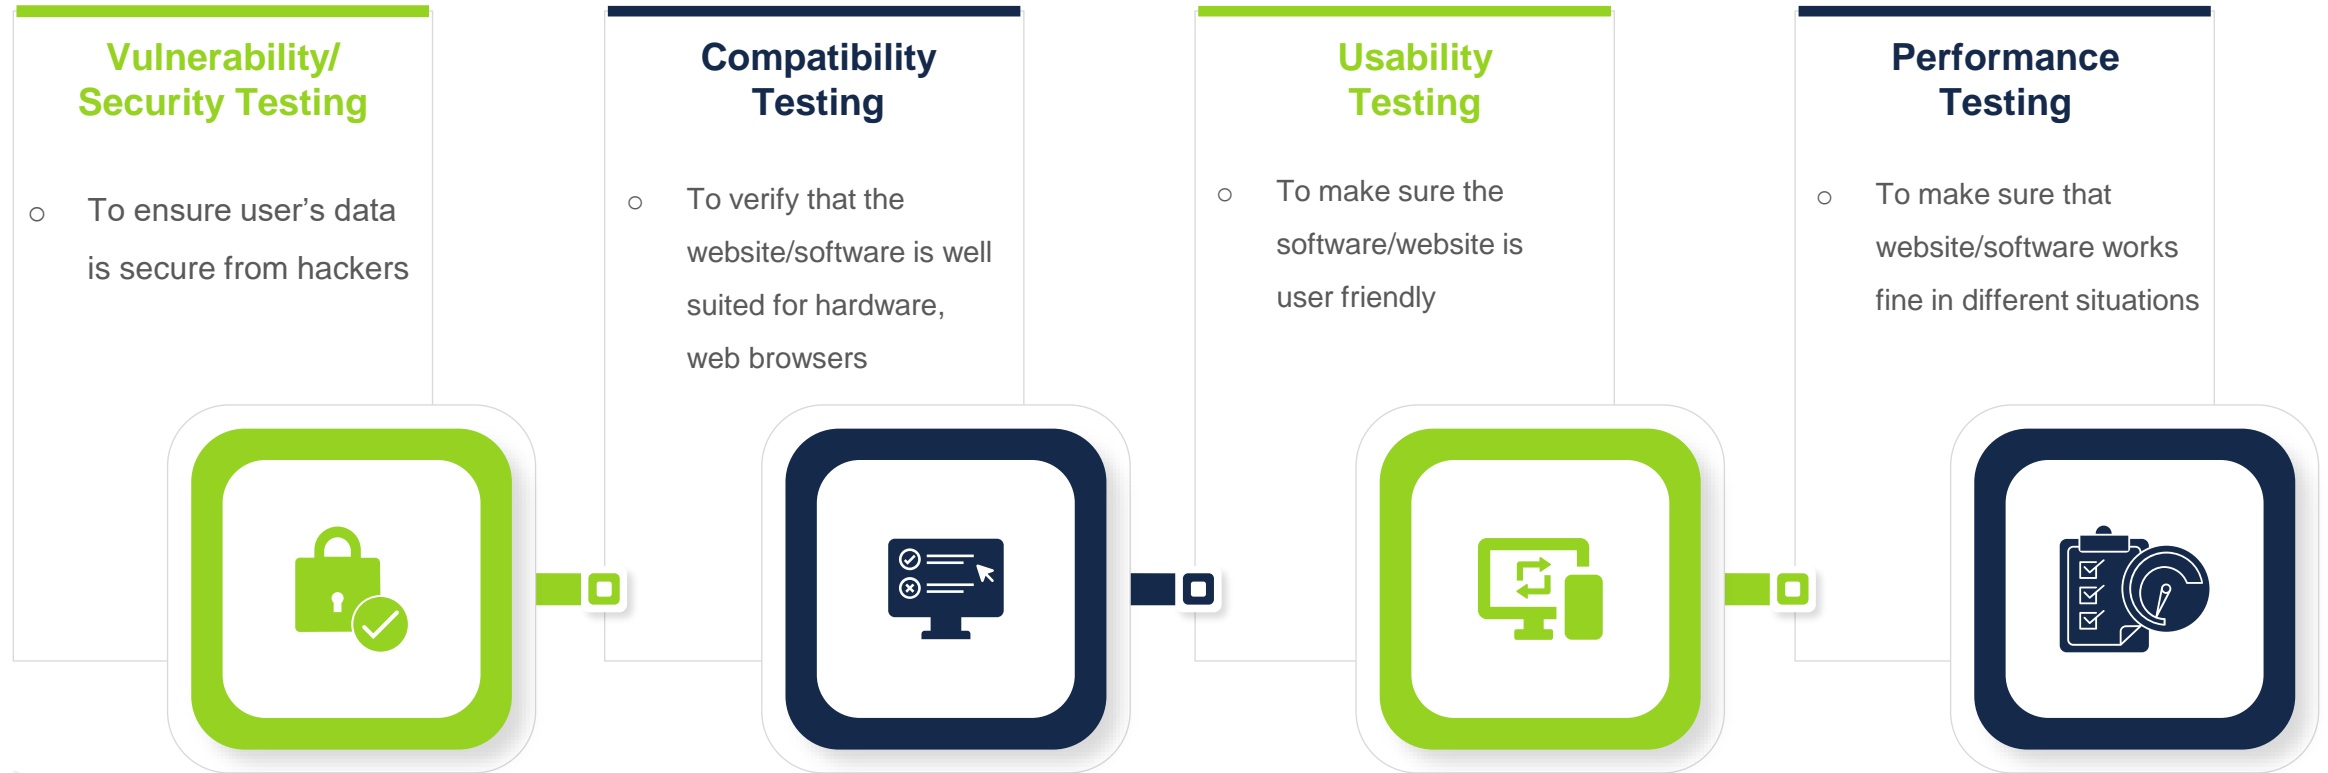 Vulnerability/
Security Testing
○ To ensure user’s data
is secure from hackers
Compatibility
Testing
○ To verify that the
website/software is well
suited for hardware,
web browsers
Usability
Testing
○ To make sure the
software/website is
user friendly
Performance
Testing
○ To make sure that
website/software works
fine in different situations